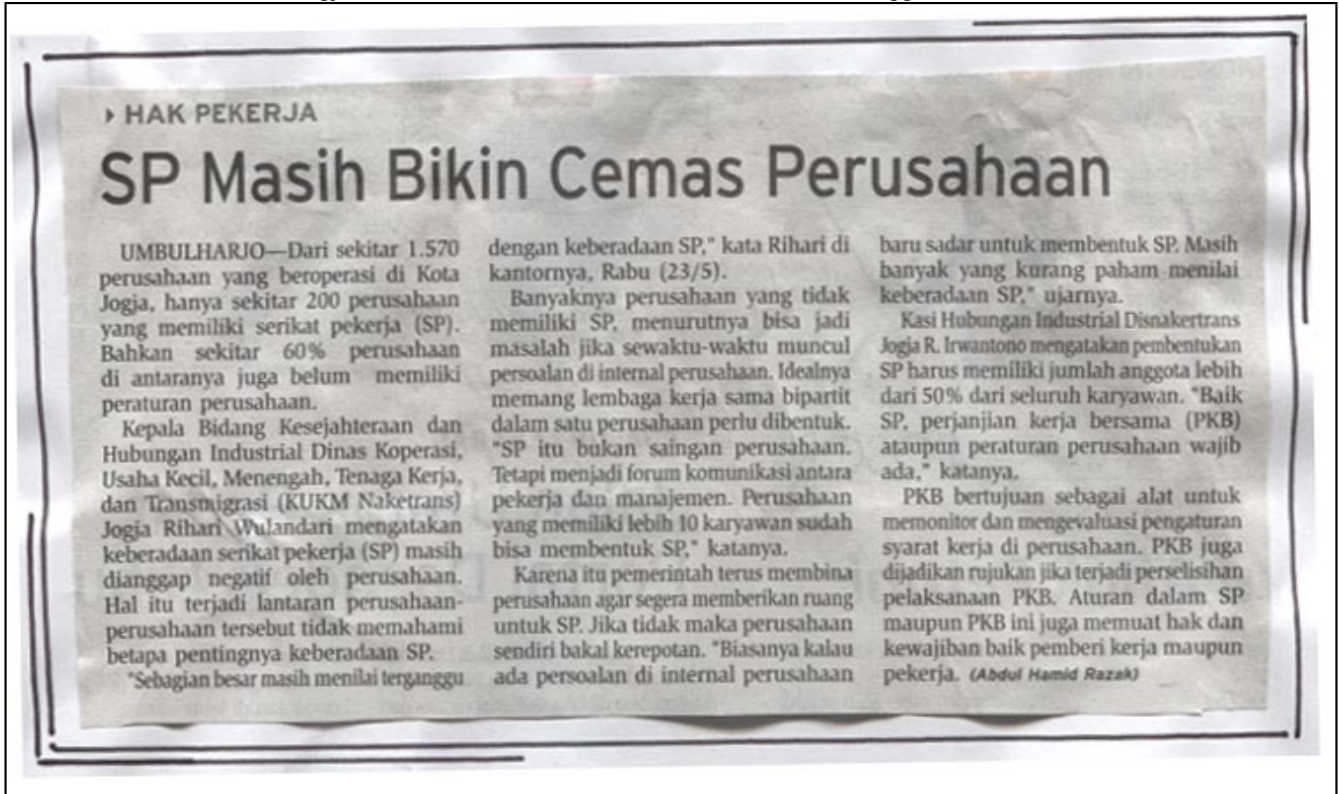 HAK PEKERJA
SP Masih Bikin Cemas Perusahaan
UMBULHARJO—Dari sekitar 1.570
perusahaan yang beroperasi di Kota
Jogja, hanya sekitar 200 perusahaan
yang memiliki serikat pekerja (SP).
Bahkan sekitar 60% perusahaan
di antaranya juga belum memiliki
peraturan perusahaan.
Kepala Bidang Kesejahteraan dan
Hubungan Industrial Dinas Koperasi,
Usaha Kecil, Menengah, Tenaga Kerja,
dan Transmigrasi (KUKM Naketrans)
Jogja Rihari Wulandari mengatakan
keberadaan serikat pekerja (SP) masih
dianggap negatif oleh perusahaan.
Hal itu terjadi lantaran perusahaan-
perusahaan tersebut tidak memahami
betapa pentingnya keberadaan SP.
"Sebagian besar masih menilai terganggu
dengan keberadaan SP," kata Rihari di
kantornya, Rabu (23/5).
Banyaknya perusahaan yang tidak
memiliki SP, menurutnya bisa jadi
masalah jika sewaktu-waktu muncul
persoalan di internal perusahaan. Idealnya
memang lembaga kerja sama bipartit
dalam satu perusahaan perlu dibentuk.
"SP itu bukan saingan perusahaan.
Tetapi menjadi forum komunikasi antara
pekerja dan manajemen. Perusahaan
yang memiliki lebih 10 karyawan sudah
bisa membentuk SP," katanya.
Karena itu pemerintah terus membina
perusahaan agar segera memberikan ruang
untuk SP. Jika tidak maka perusahaan
sendiri bakal kerepotan. "Biasanya kalau
ada persoalan di internal perusahaan
baru sadar untuk membentuk SP. Masih
banyak yang kurang paham menilai
keberadaan SP," ujarnya.
Kasi Hubungan Industrial Disnakertrans
Jogja R. Irwantono mengatakan pembentukan
SP harus memiliki jumlah anggota lebih
dari 50% dari seluruh karyawan. "Baik
SP, perjanjian kerja bersama (PKB)
ataupun peraturan perusahaan wajib
ada," katanya.
PKB bertujuan sebagai alat untuk
memonitor dan mengevaluasi pengaturan
syarat kerja di perusahaan. PKB juga
dijadikan rujukan jika terjadi perselisihan
pelaksanaan PKB. Aturan dalam SP
maupun PKB ini juga memuat hak dan
kewajiban baik pemberi kerja maupun
pekerja. (Abdul Hamid Razak)